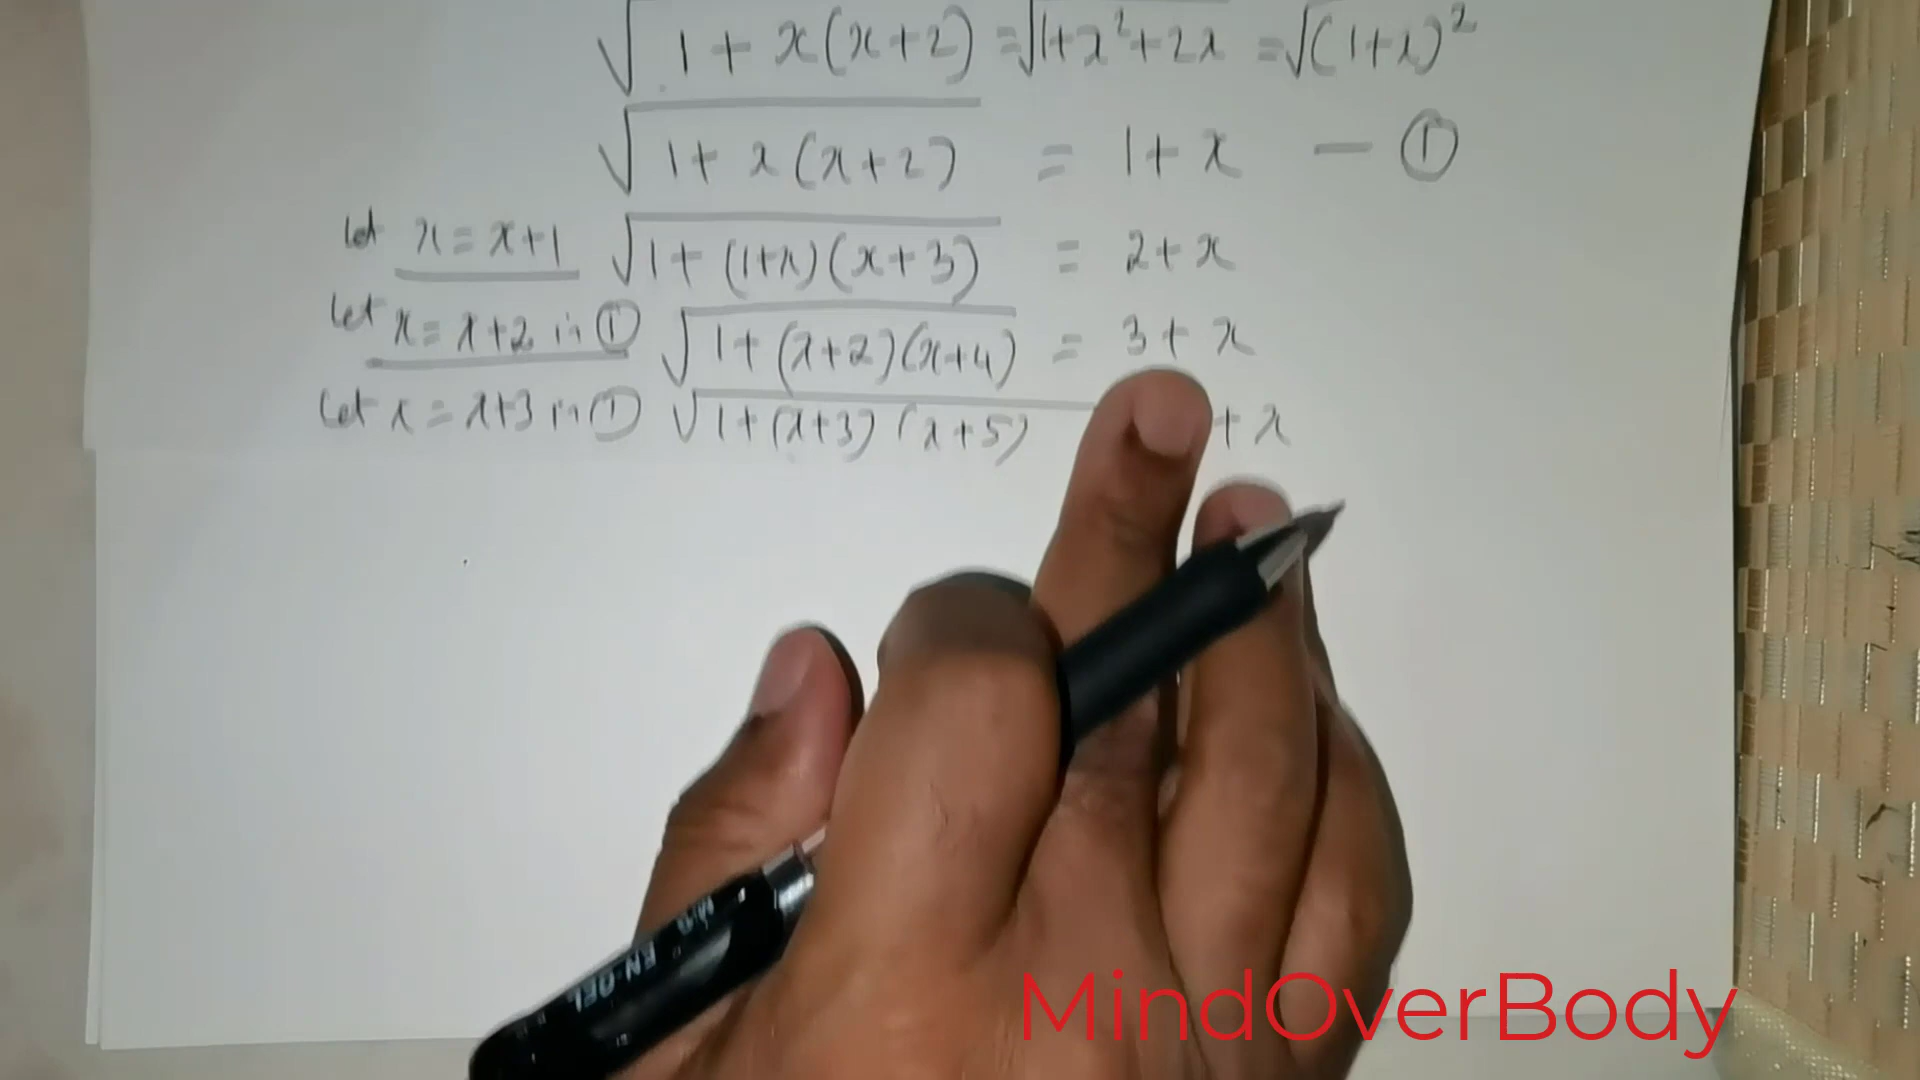 √1 + x(x+2) = √1+x²+2x = √(1+x)²
√1+ x(x+2) = 1+ x — ①
let x = x+1 √1+ (1+x)(x+3) = 2+ x
let x = x+2 in ① √1+ (x+2)(x+4) = 3+ x
let x = x+3 in ① √1+(x+3) (x+5) + x
MindOverBody